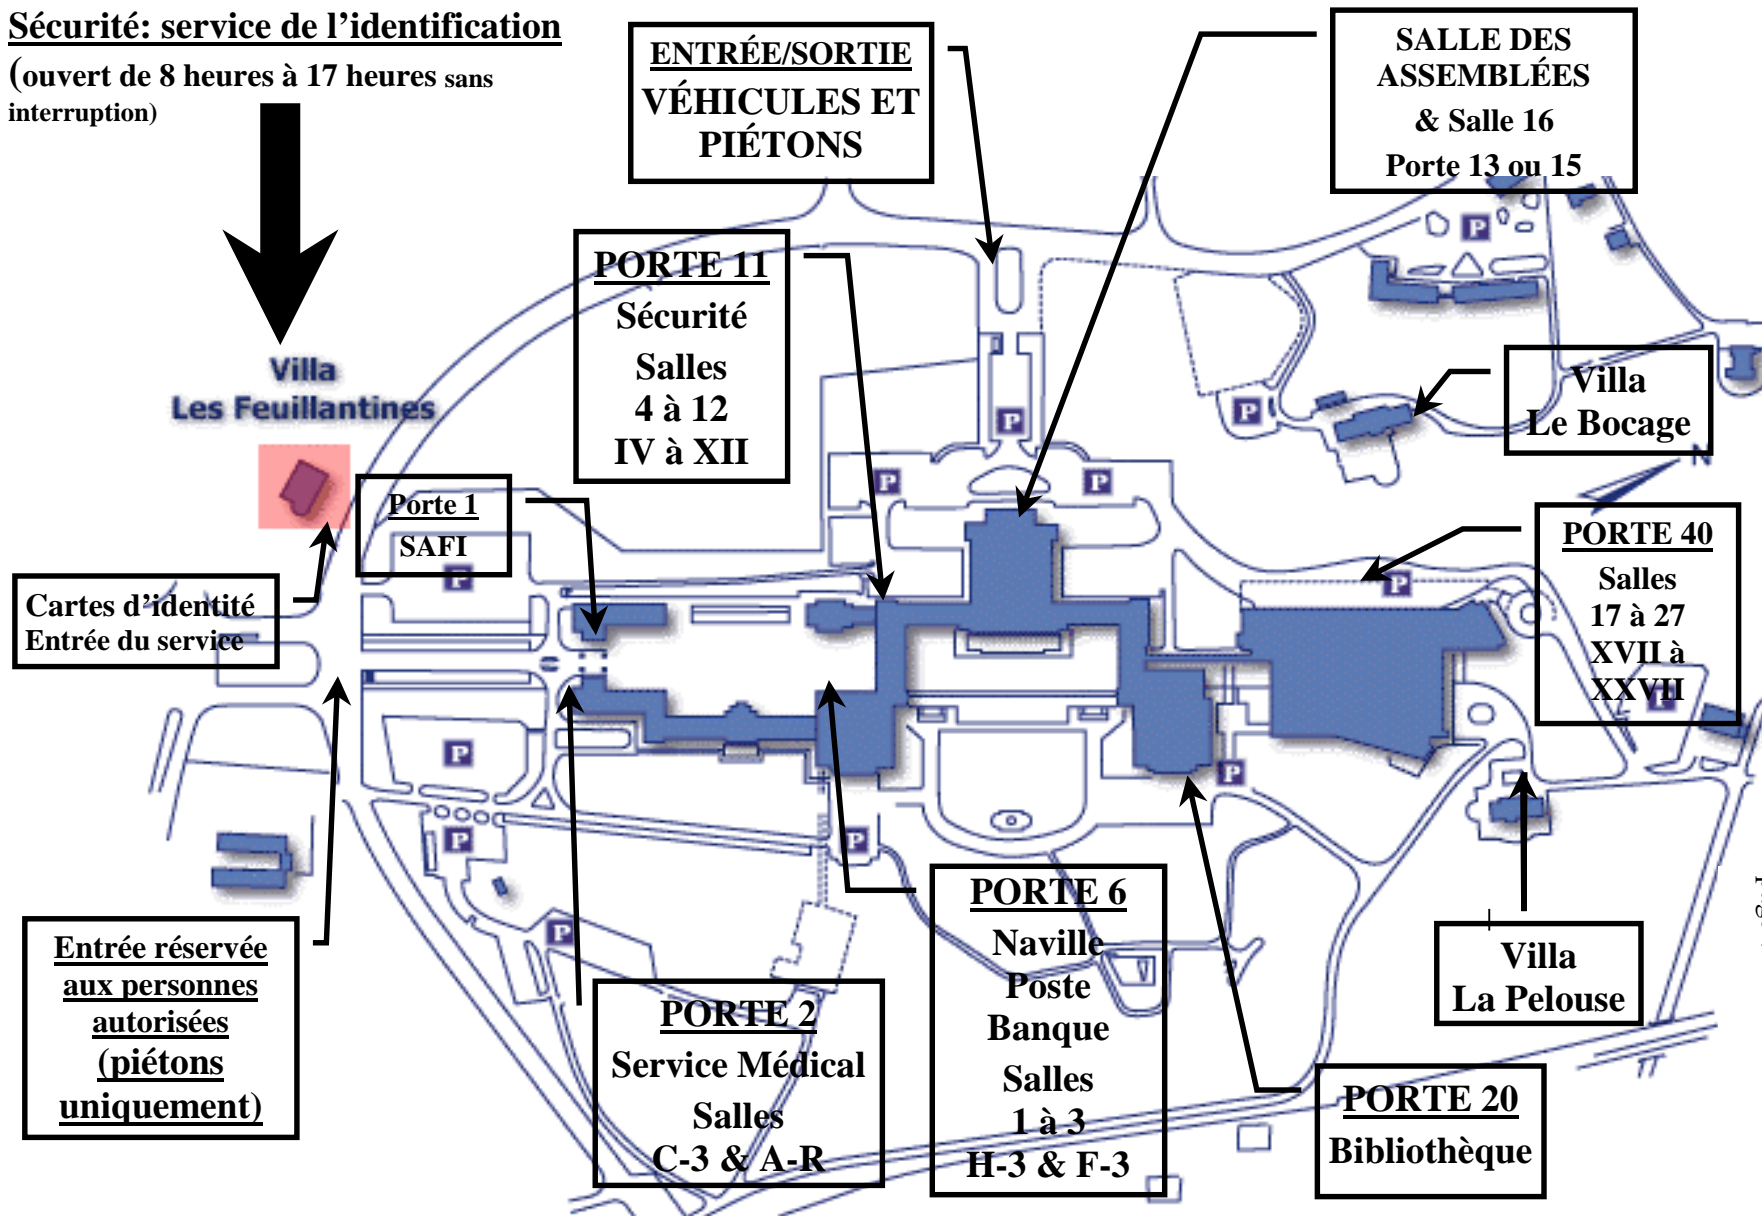 Sécurité: service de l’identification
(ouvert de 8 heures à 17 heures sans
interruption)
ENTRÉE/SORTIE
VÉHICULES ET
PIÉTONS
SALLE DES
ASSEMBLÉES
& Salle 16
Porte 13 ou 15
PORTE 11
Sécurité
Salles
4 à 12
IV à XII
Villa
Les Feuillantines
Villa
Le Bocage
N
Porte 1
SAFI
PORTE 40
Salles
17 à 27
XVII à
XXVII
Cartes d’identité
Entrée du service
P
P
P
P
P
P
P
P
P
P
P
P
P
P
Entrée réservée
aux personnes
autorisées
(piétons
uniquement)
PORTE 2
Service Médical
Salles
C-3 & A-R
PORTE 6
Naville
Poste
Banque
Salles
1 à 3
H-3 & F-3
Villa
La Pelouse
PORTE 20
Bibliothèque